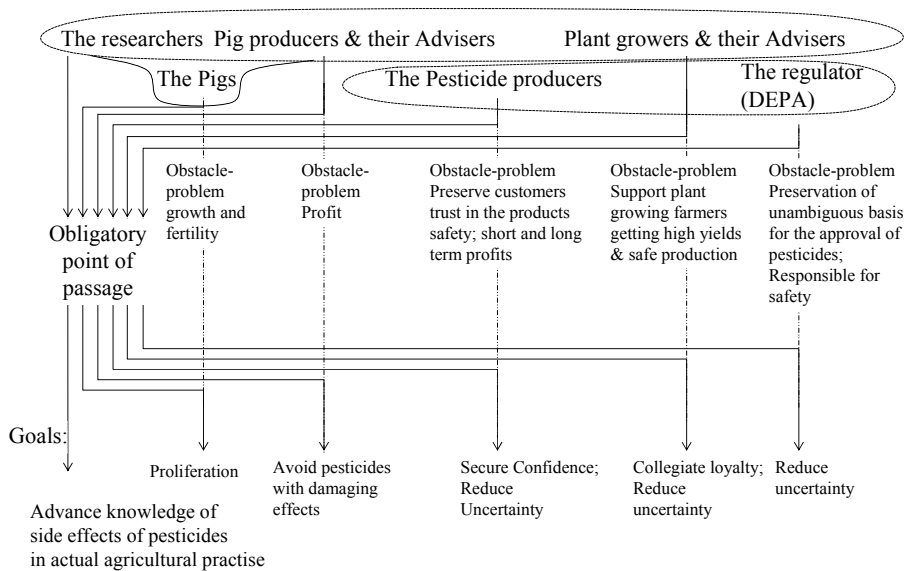 The researchers Pig producers & their Advisers Plant growers & their Advisers
The Pigs
The Pesticide producers
The regulator
(DEPA)
Obstacle-
problem
growth and
fertility
Obstacle-
problem
Profit
Obstacle-problem
Preserve customers
trust in the products
safety; short and long
term profits
Obstacle-problem
Support plant
growing farmers
getting high yields
& safe production
Obstacle-problem
Preservation of
unambiguous basis
for the approval of
pesticides;
Responsible for
safety
Obligatory
point of
passage
Goals:
Advance knowledge of
side effects of pesticides
in actual agricultural practise
Proliferation
Avoid pesticides
with damaging
effects
Secure Confidence;
Reduce
Uncertainty
Collegiate loyalty;
Reduce
uncertainty
Reduce
uncertainty